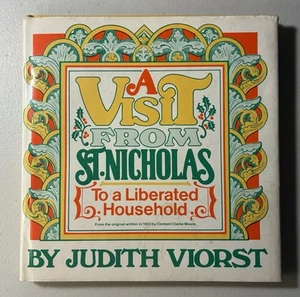 A
VISIT
FROM
ST. NICHOLAS
To a Liberated
Household
From the original written in 1822 by Clement Clarke Moore
BY JUDITH VIORST